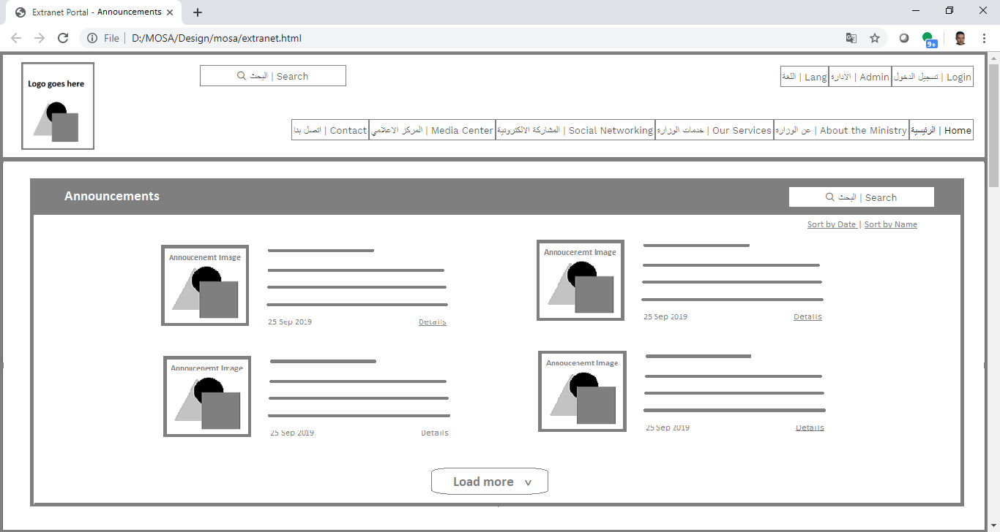 Extranet Portal - Announcements
File | D:/MOSA/Design/mosa/extranet.html
9+
Logo goes here
البحث | Search
اللغة | Lang
الادارة | Admin
تسجيل الدخول | Login
اتصل بنا | Contact
المركز الاعلامي | Media Center
المشاركة الالكترونية | Social Networking
خدمات الوزارة | Our Services
عن الوزارة | About the Ministry
الرئيسية | Home
Announcements
البحث | Search
Sort by Date | Sort by Name
Annoucenemt Image
25 Sep 2019
Details
Annoucenemt Image
25 Sep 2019
Details
Annoucenemt Image
25 Sep 2019
Details
Annoucenemt Image
25 Sep 2019
Details
Load more v